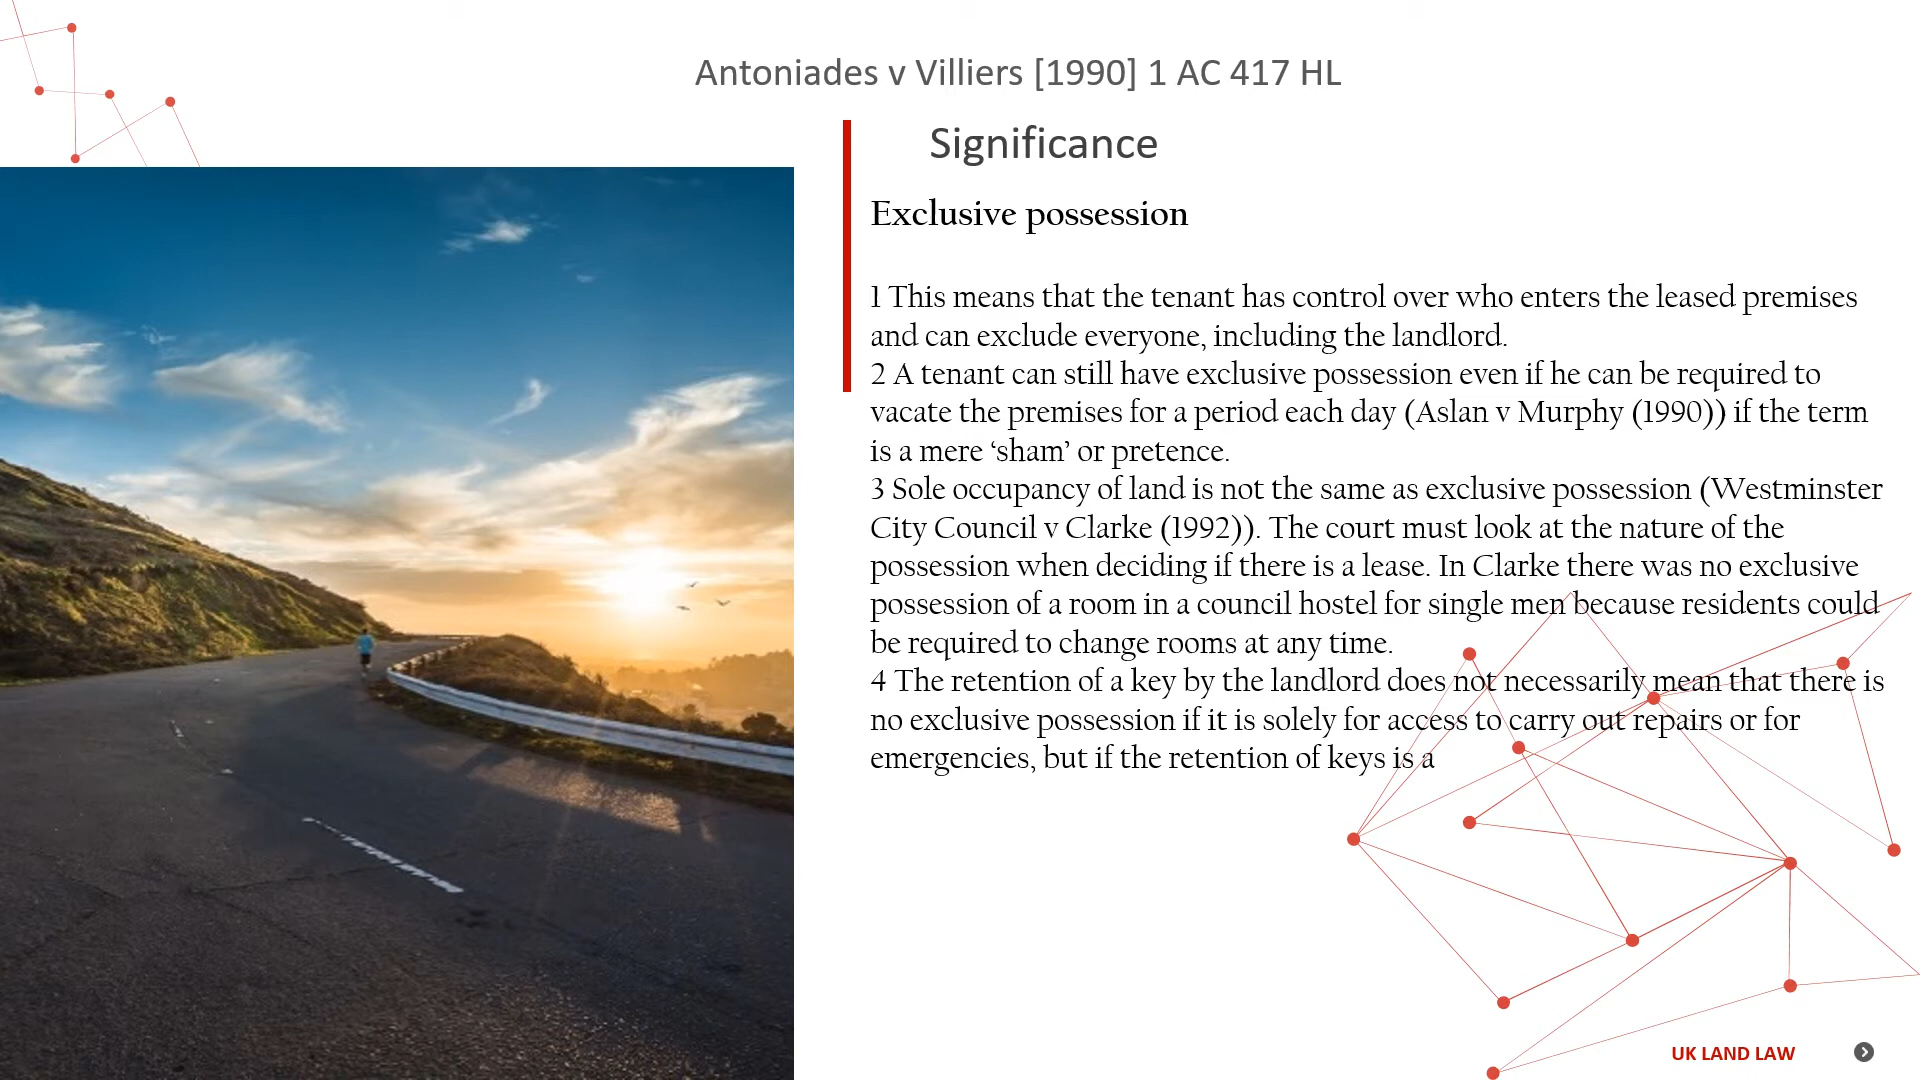 Antoniades v Villiers [1990] 1 AC 417 HL
Significance
Exclusive possession
1 This means that the tenant has control over who enters the leased premises
and can exclude everyone, including the landlord.
2 A tenant can still have exclusive possession even if he can be required to
vacate the premises for a period each day (Aslan v Murphy (1990)) if the term
is a mere ‘sham’ or pretence.
3 Sole occupancy of land is not the same as exclusive possession (Westminster
City Council v Clarke (1992)). The court must look at the nature of the
possession when deciding if there is a lease. In Clarke there was no exclusive
possession of a room in a council hostel for single men because residents could
be required to change rooms at any time.
4 The retention of a key by the landlord does not necessarily mean that there is
no exclusive possession if it is solely for access to carry out repairs or for
emergencies, but if the retention of keys is a
UK LAND LAW